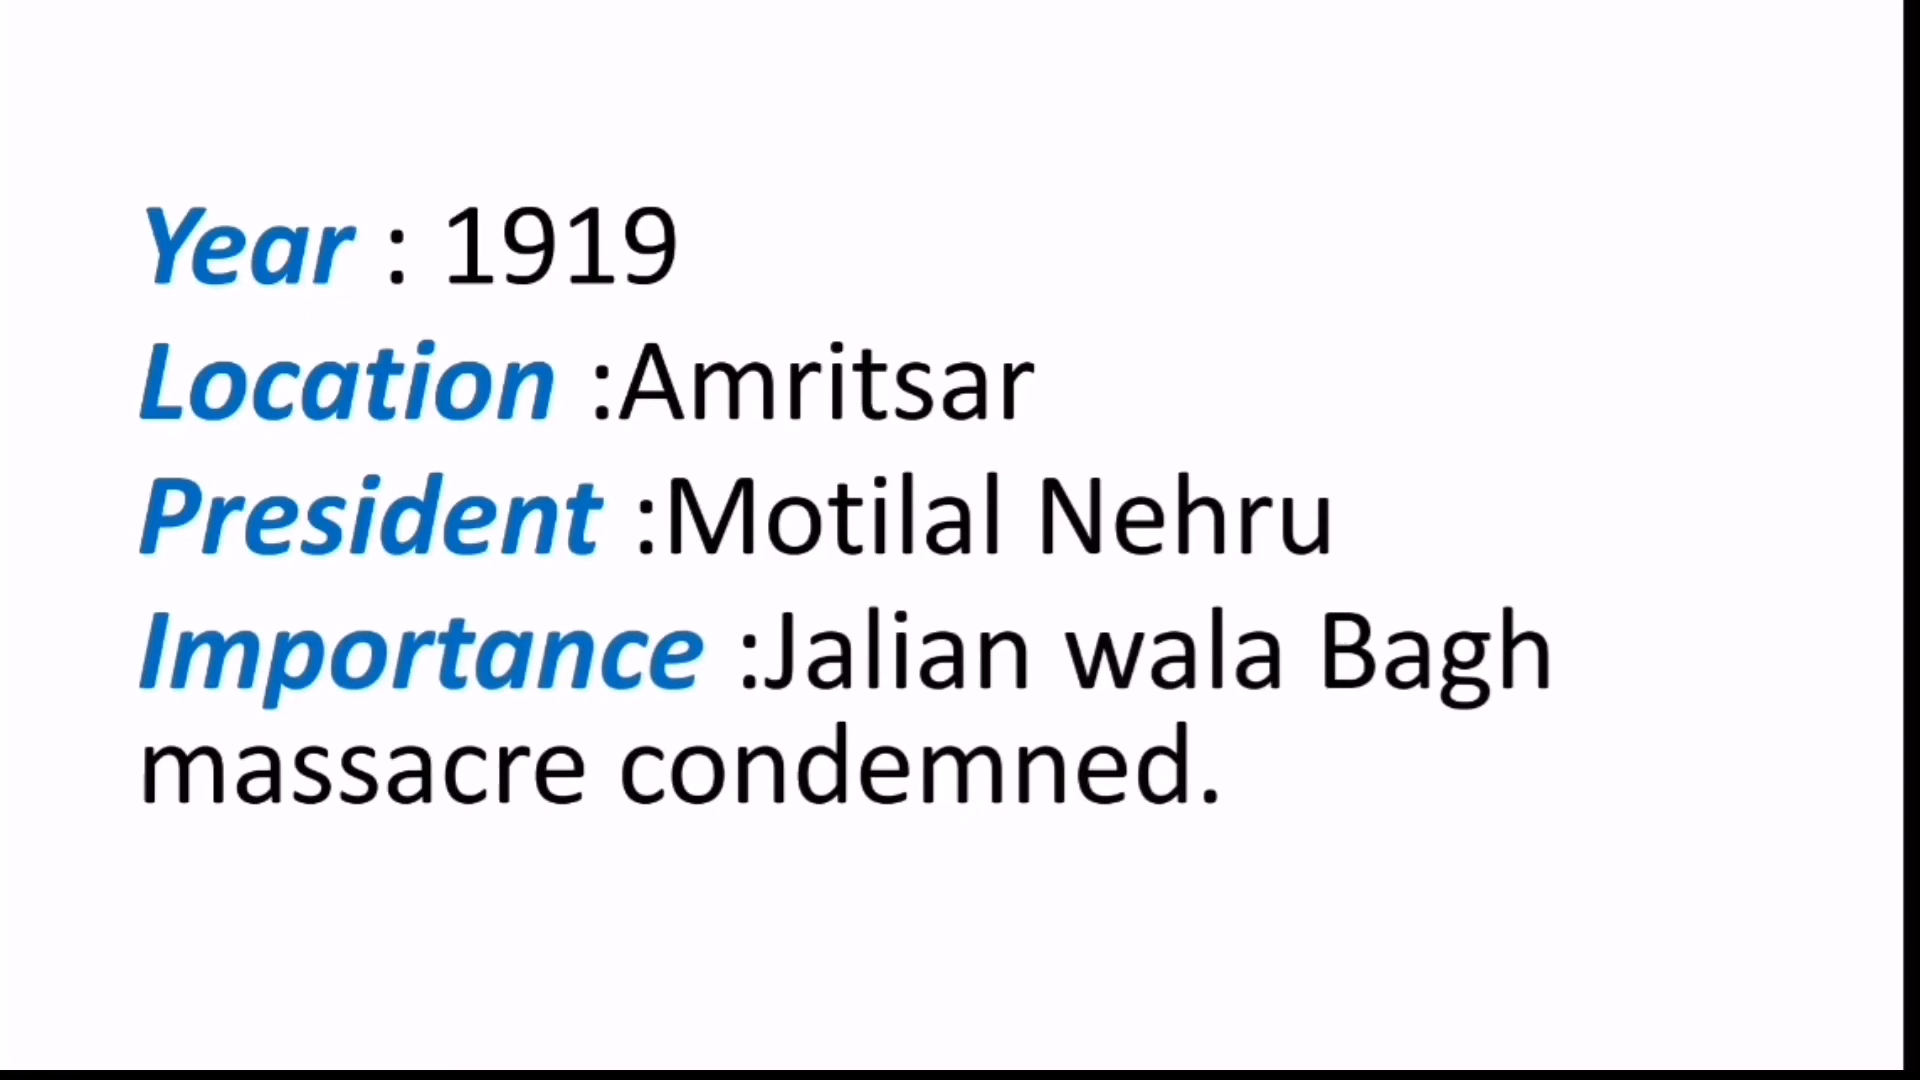 Year : 1919
Location :Amritsar
President :Motilal Nehru
Importance :Jalian wala Bagh
massacre condemned.